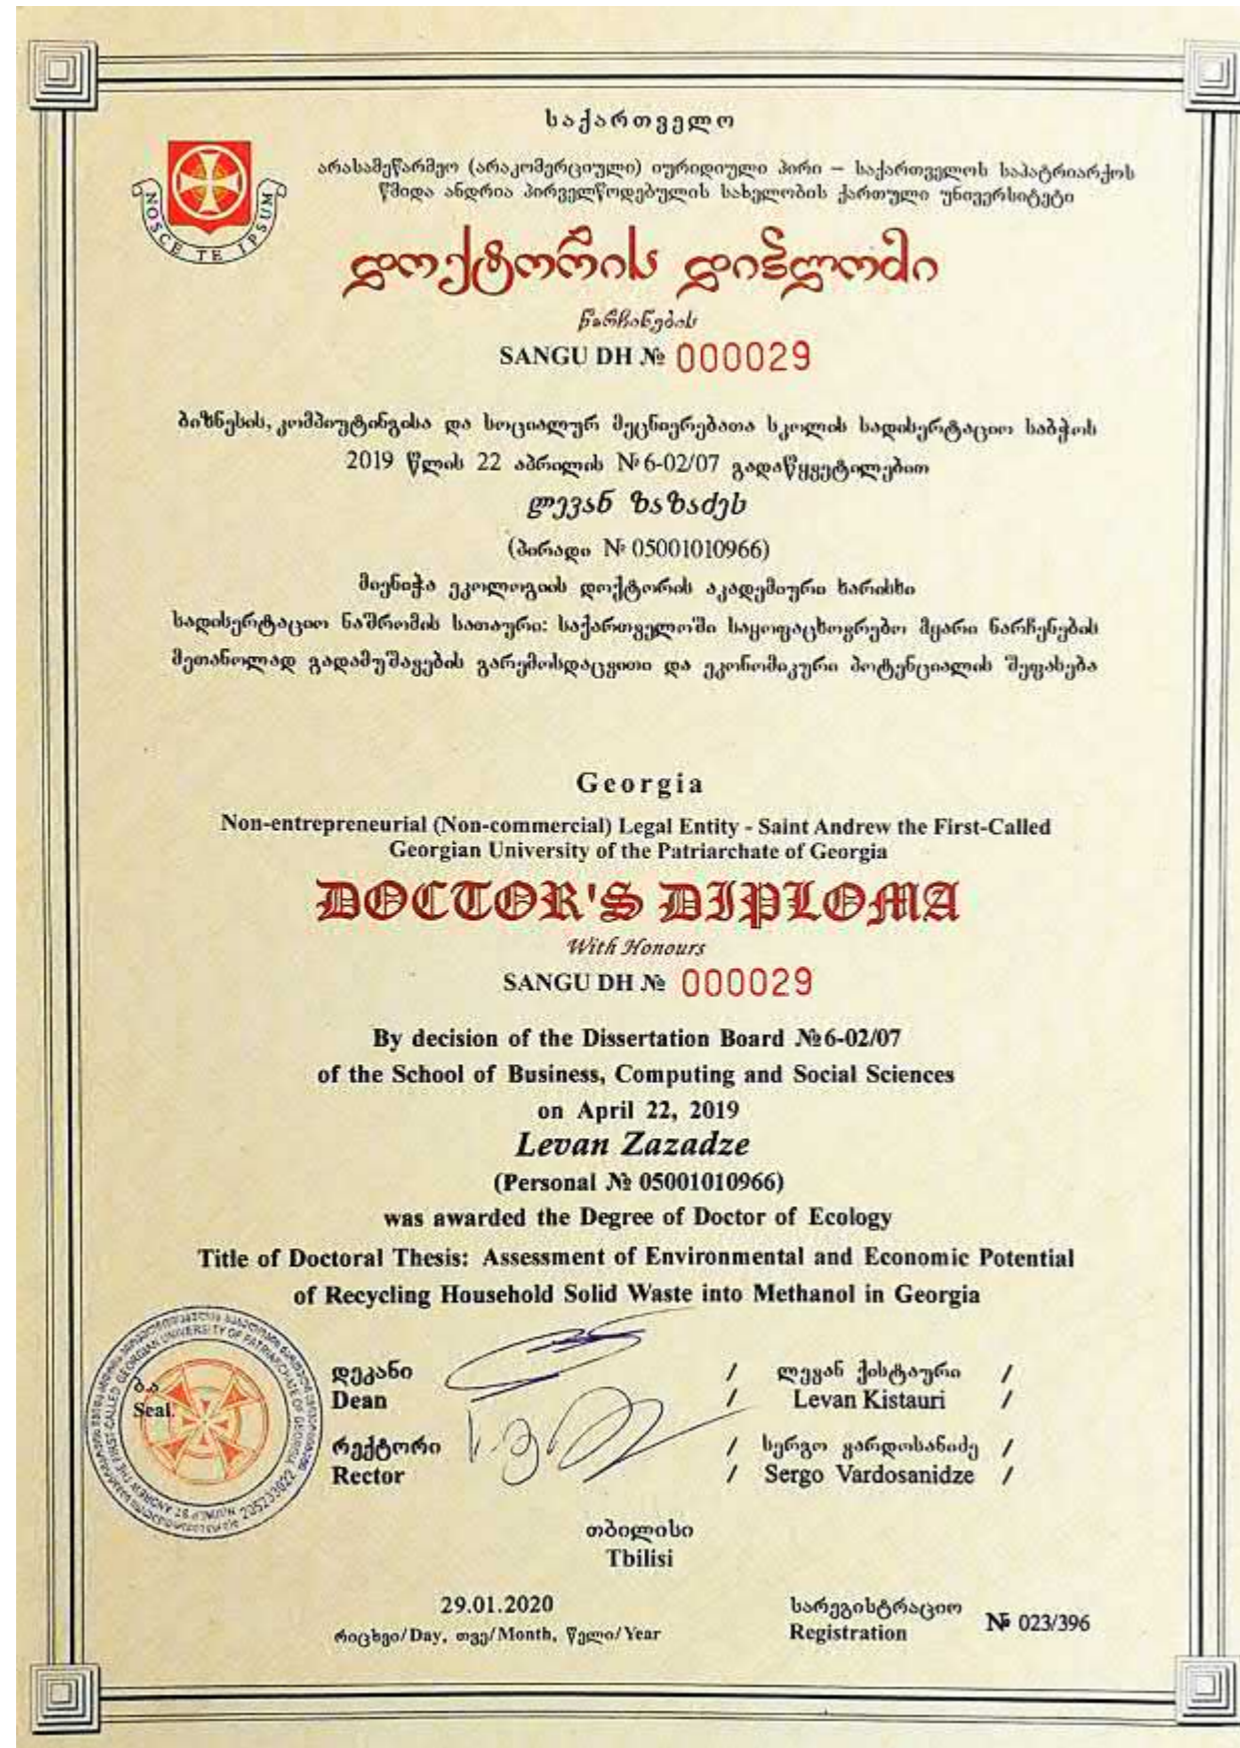 საქართველო
არასამეწარმეო (არაკომერციული) იურიდიული პირი – საქართველოს საპატრიარქოს
წმიდა ანდრია პირველწოდებულის სახელობის ქართული უნივერსიტეტი
NOSCE TE IPSUM
დოქტორის დიპლომი
წარჩინების
SANGU DH № 000029
ბიზნესის, კომპიუტინგისა და სოციალურ მეცნიერებათა სკოლის სადისერტაციო საბჭოს
2019 წლის 22 აპრილის № 6-02/07 გადაწყვეტილებით
ლევან ზაზაძეს
(პირადი № 05001010966)
მიენიჭა ეკოლოგიის დოქტორის აკადემიური ხარისხი
სადისერტაციო ნაშრომის სათაური: საქართველოში საყოფაცხოვრებო მყარი ნარჩენების
მეთანოლად გადამუშავების გარემოსდაცვითი და ეკონომიკური პოტენციალის შეფასება
Georgia
Non-entrepreneurial (Non-commercial) Legal Entity - Saint Andrew the First-Called
Georgian University of the Patriarchate of Georgia
DOCTOR'S DIPLOMA
With Honours
SANGU DH № 000029
By decision of the Dissertation Board №6-02/07
of the School of Business, Computing and Social Sciences
on April 22, 2019
Levan Zazadze
(Personal № 05001010966)
was awarded the Degree of Doctor of Ecology
Title of Doctoral Thesis: Assessment of Environmental and Economic Potential
of Recycling Household Solid Waste into Methanol in Georgia
ბ.ა
Seal.
დეკანი / ლევან ქისტაური /
Dean / Levan Kistauri /
რექტორი / სერგო ვარდოსანიძე /
Rector / Sergo Vardosanidze /
თბილისი
Tbilisi
29.01.2020
რიცხვი/Day, თვე/Month, წელი/Year
სარეგისტრაციო
Registration
№ 023/396